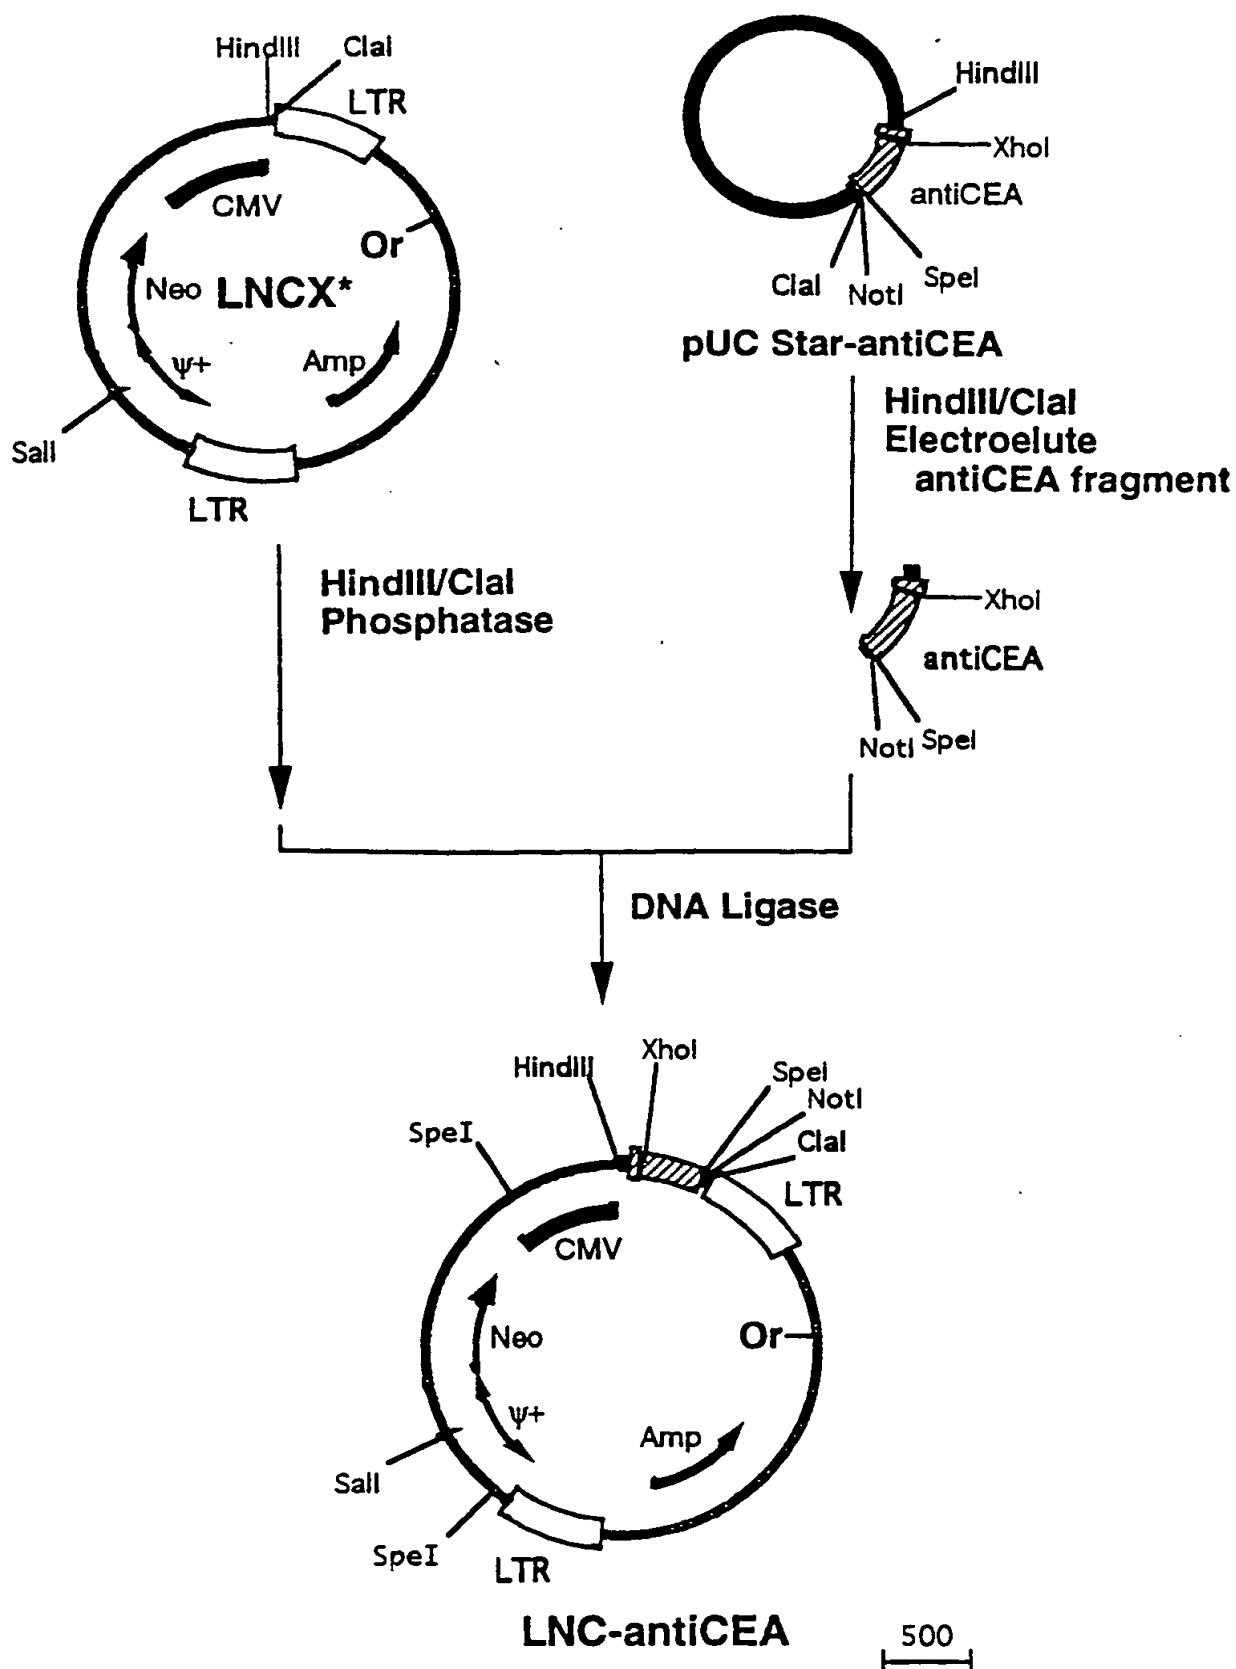 HindIII
ClaI
LTR
CMV
Or
Neo
LNCX*
ψ+
Amp
SalI
LTR
HindIII
XhoI
antiCEA
SpeI
NotI
ClaI
pUC Star-antiCEA
HindIII/ClaI
Electroelute
antiCEA fragment
HindIII/ClaI
Phosphatase
XhoI
antiCEA
NotI
SpeI
DNA Ligase
HindIII
XhoI
SpeI
NotI
ClaI
SpeI
LTR
CMV
Neo
Or
ψ+
Amp
SalI
SpeI
LTR
LNC-antiCEA
500